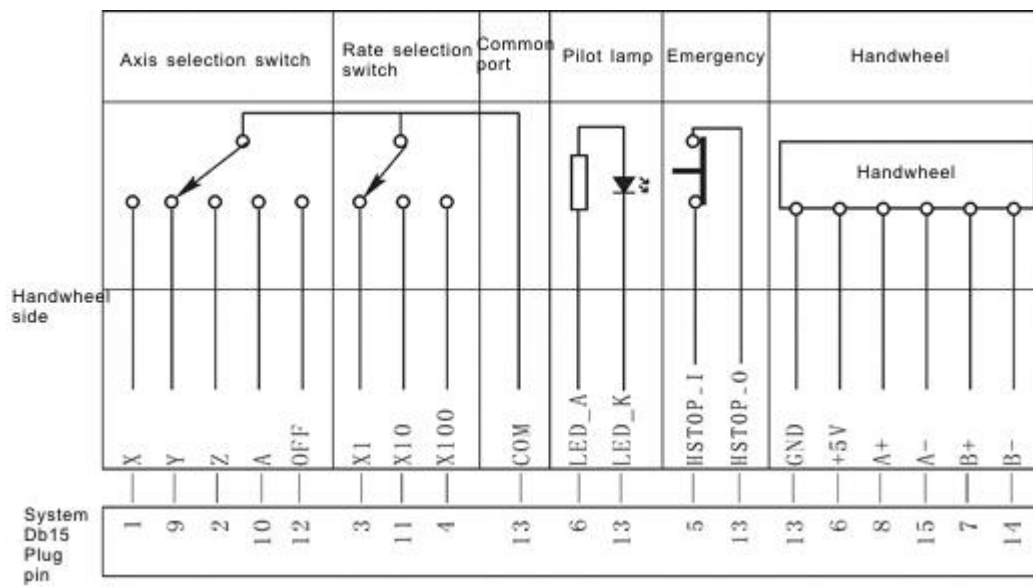 Axis selection switch
Rate selection
switch
Common
port
Pilot lamp
Emergency
Handwheel
Handwheel
Handwheel
side
X
Y
Z
A
OFF
X1
X10
X100
COM
LED_A
LED_K
HSTOP_I
HSTOP_O
GND
+5V
A+
A-
B+
B-
System
Db15
Plug
pin
1
9
2
10
12
3
11
4
13
6
13
5
13
13
6
8
15
7
14